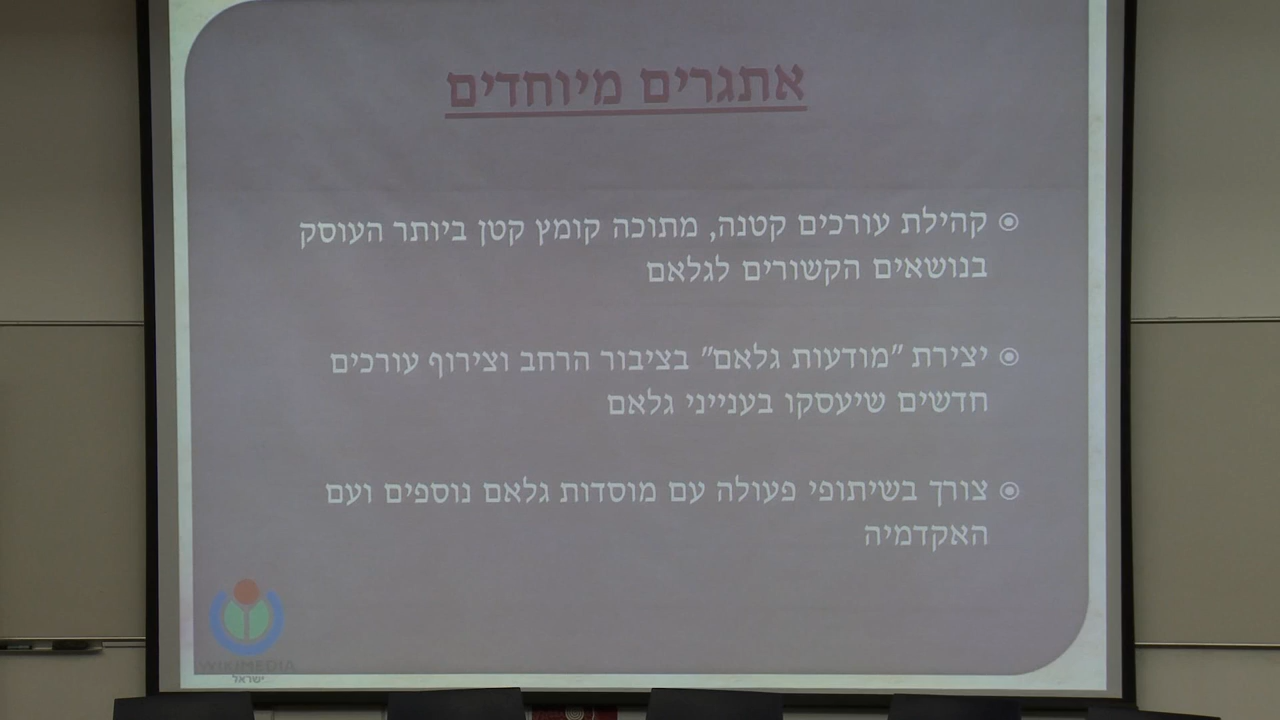 אתגרים מיוחדים
קהילת עורכים קטנה, מתוכה קומץ קטן ביותר העוסק
בנושאים הקשורים לגלאם
יצירת "מודעות גלאם" בציבור הרחב וצירוף עורכים
חדשים שיעסקו בענייני גלאם
צורך בשיתופי פעולה עם מוסדות גלאם נוספים ועם
האקדמיה
WIKIMEDIA
ישראל